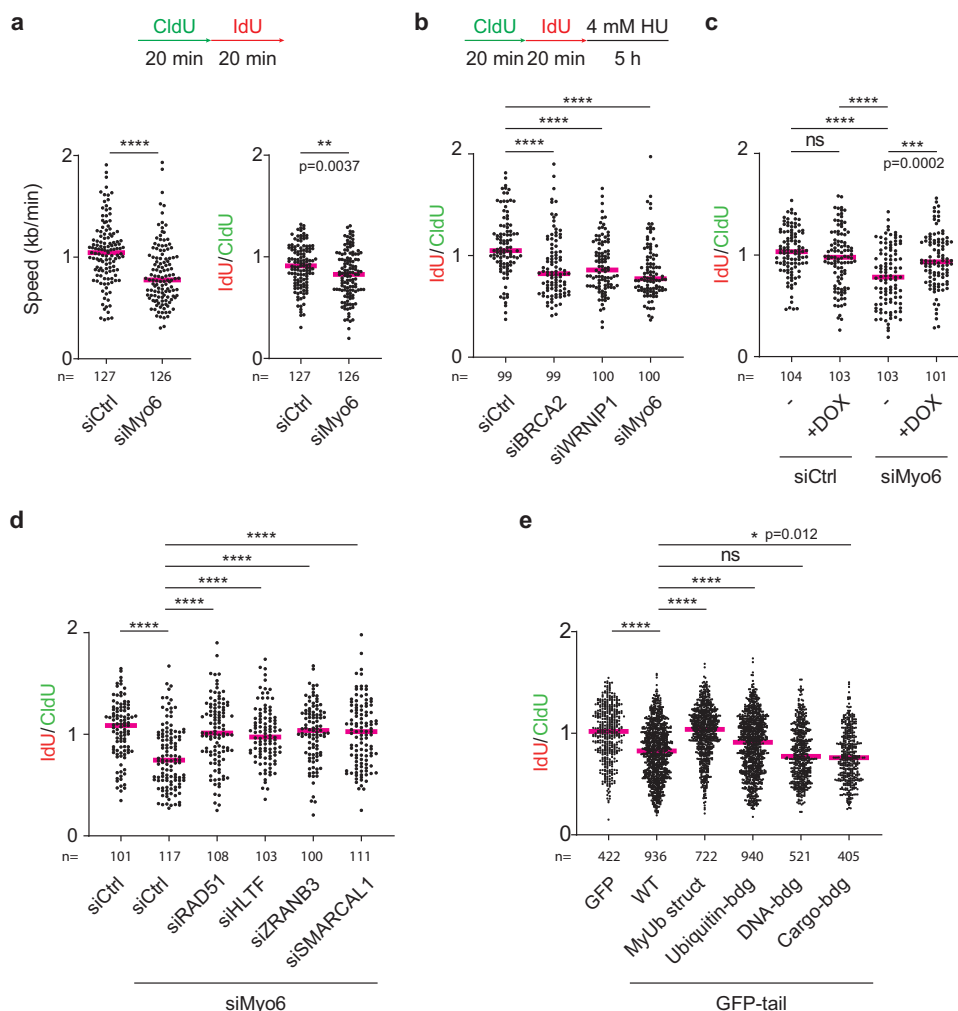 a
CldU
IdU
20 min
20 min
Speed (kb/min)
2
1
0
****
n=
127
126
siCtrl
siMyo6
IdU/CldU
2
1
0
**
p=0.0037
127
126
siCtrl
siMyo6
b
CldU
IdU
4 mM HU
20 min
20 min
5 h
IdU/CldU
2
1
0
****
****
****
n=
99
99
100
100
siCtrl
siBRCA2
siWRNIP1
siMyo6
c
IdU/CldU
2
1
0
****
****
ns
***
p=0.0002
104
103
103
101
-
+DOX
-
+DOX
siCtrl
siMyo6
d
IdU/CldU
2
1
0
****
****
****
****
****
n=
101
117
108
103
100
111
siCtrl
siCtrl
siRAD51
siHLTF
siZRANB3
siSMARCAL1
siMyo6
e
IdU/CldU
2
1
0
* p=0.012
ns
****
****
****
n=
422
936
722
940
521
405
GFP
WT
MyUb struct
Ubiquitin-bdg
DNA-bdg
Cargo-bdg
GFP-tail